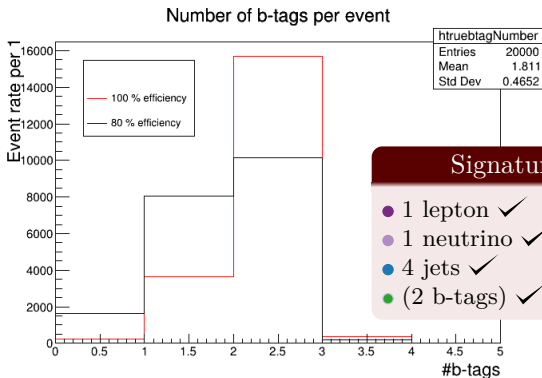 Number of b-tags per event
htruebtagNumber
Entries 20000
Mean 1.811
Std Dev 0.4652
Event rate per 1
16000
14000
12000
10000
8000
6000
4000
2000
0
100 % efficiency
80 % efficiency
Signatu
1 lepton ✓
1 neutrino ✓
4 jets ✓
(2 b-tags) ✓
0 0.5 1 1.5 2 2.5 3 3.5 4 4.5 5
#b-tags